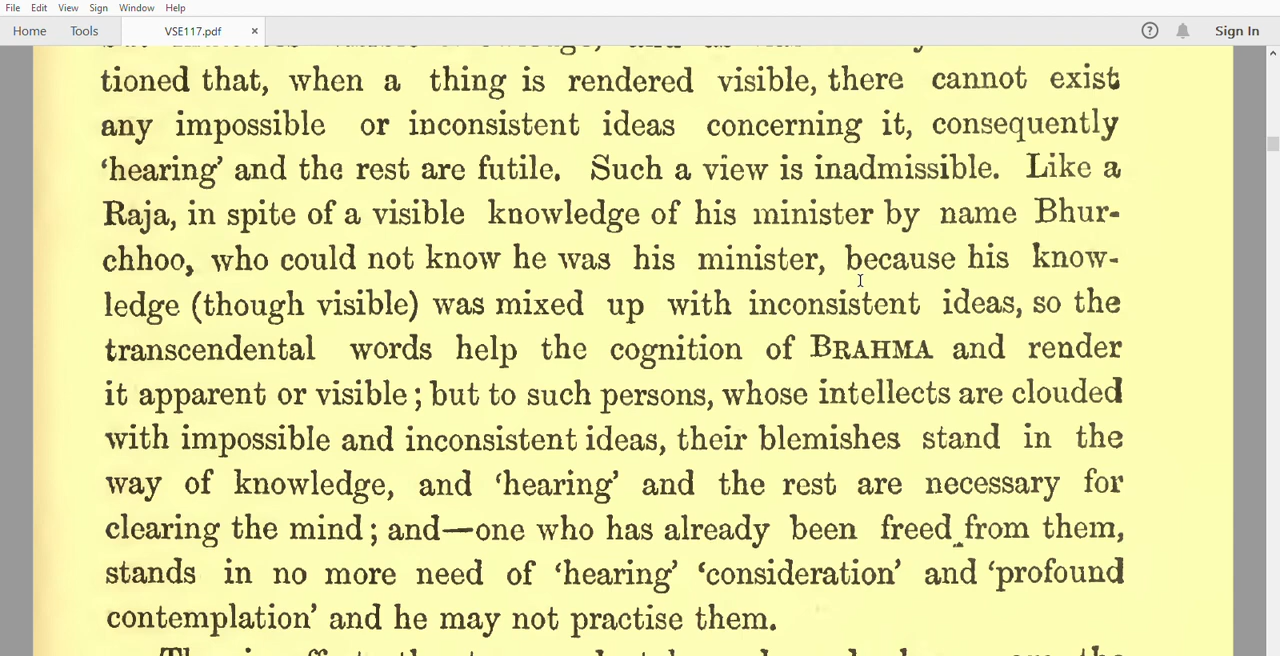 File Edit View Sign Window Help
Home Tools VSE117.pdf × ? Sign In
tioned that, when a thing is rendered visible, there cannot exist
any impossible or inconsistent ideas concerning it, consequently
‘hearing’ and the rest are futile. Such a view is inadmissible. Like a
Raja, in spite of a visible knowledge of his minister by name Bhur-
chhoo, who could not know he was his minister, because his know-
ledge (though visible) was mixed up with inconsistent ideas, so the
transcendental words help the cognition of BRAHMA and render
it apparent or visible; but to such persons, whose intellects are clouded
with impossible and inconsistent ideas, their blemishes stand in the
way of knowledge, and ‘hearing’ and the rest are necessary for
clearing the mind; and—one who has already been freed from them,
stands in no more need of ‘hearing’ ‘consideration’ and ‘profound
contemplation’ and he may not practise them.